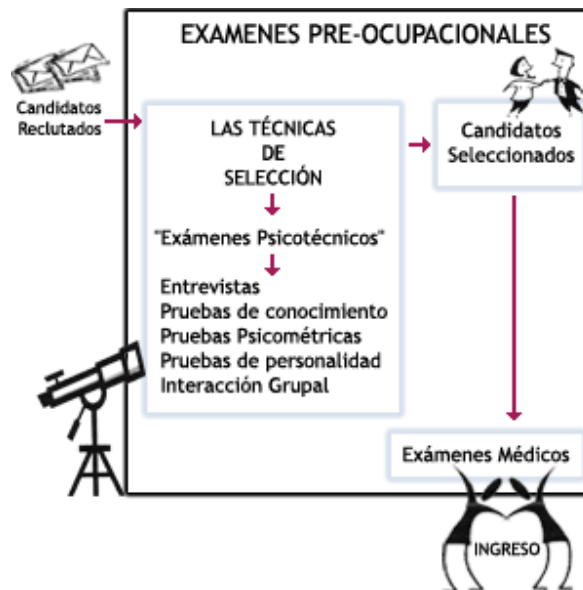 EXAMENES PRE-OCUPACIONALES
Candidatos
Reclutados
LAS TÉCNICAS
DE
SELECCIÓN
"Exámenes Psicotécnicos"
Entrevistas
Pruebas de conocimiento
Pruebas Psicométricas
Pruebas de personalidad
Interacción Grupal
Candidatos
Seleccionados
Exámenes Médicos
INGRESO